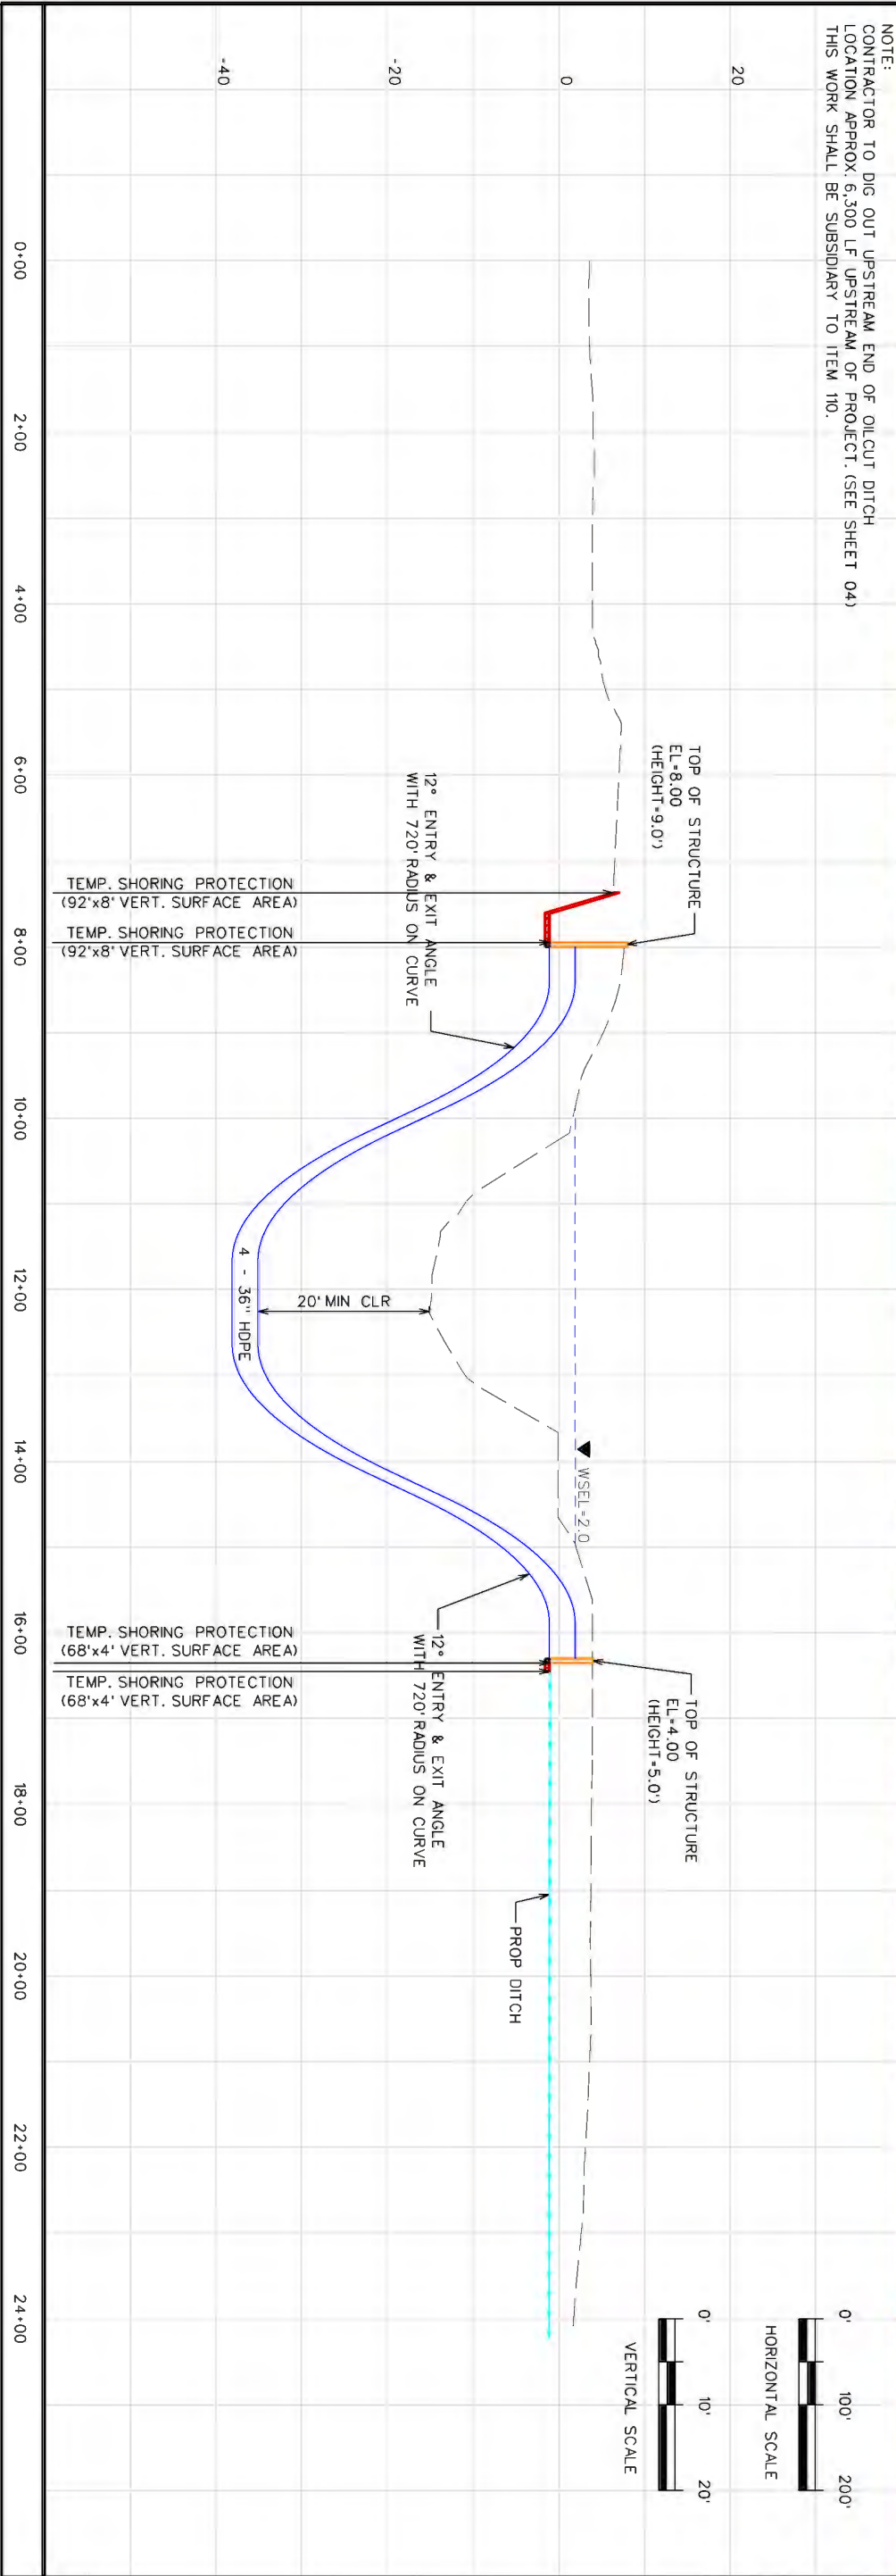 NOTE:
CONTRACTOR TO DIG OUT UPSTREAM END OF OILCUT DITCH
LOCATION APPROX. 6,300 LF UPSTREAM OF PROJECT. (SEE SHEET 04)
THIS WORK SHALL BE SUBSIDIARY TO ITEM 110.
0' 100' 200'
HORIZONTAL SCALE
0' 10' 20'
VERTICAL SCALE
20
0
-20
-40
TOP OF STRUCTURE
EL=8.00
(HEIGHT=9.0')
TOP OF STRUCTURE
EL=4.00
(HEIGHT=5.0')
WSEL=2.0
12° ENTRY & EXIT ANGLE
WITH 720' RADIUS ON CURVE
20' MIN CLR
4 - 36" HDPE
12° ENTRY & EXIT ANGLE
WITH 720' RADIUS ON CURVE
PROP DITCH
TEMP. SHORING PROTECTION
(92'x8' VERT. SURFACE AREA)
TEMP. SHORING PROTECTION
(92'x8' VERT. SURFACE AREA)
TEMP. SHORING PROTECTION
(68'x4' VERT. SURFACE AREA)
TEMP. SHORING PROTECTION
(68'x4' VERT. SURFACE AREA)
0+00 2+00 4+00 6+00 8+00 10+00 12+00 14+00 16+00 18+00 20+00 22+00 24+00